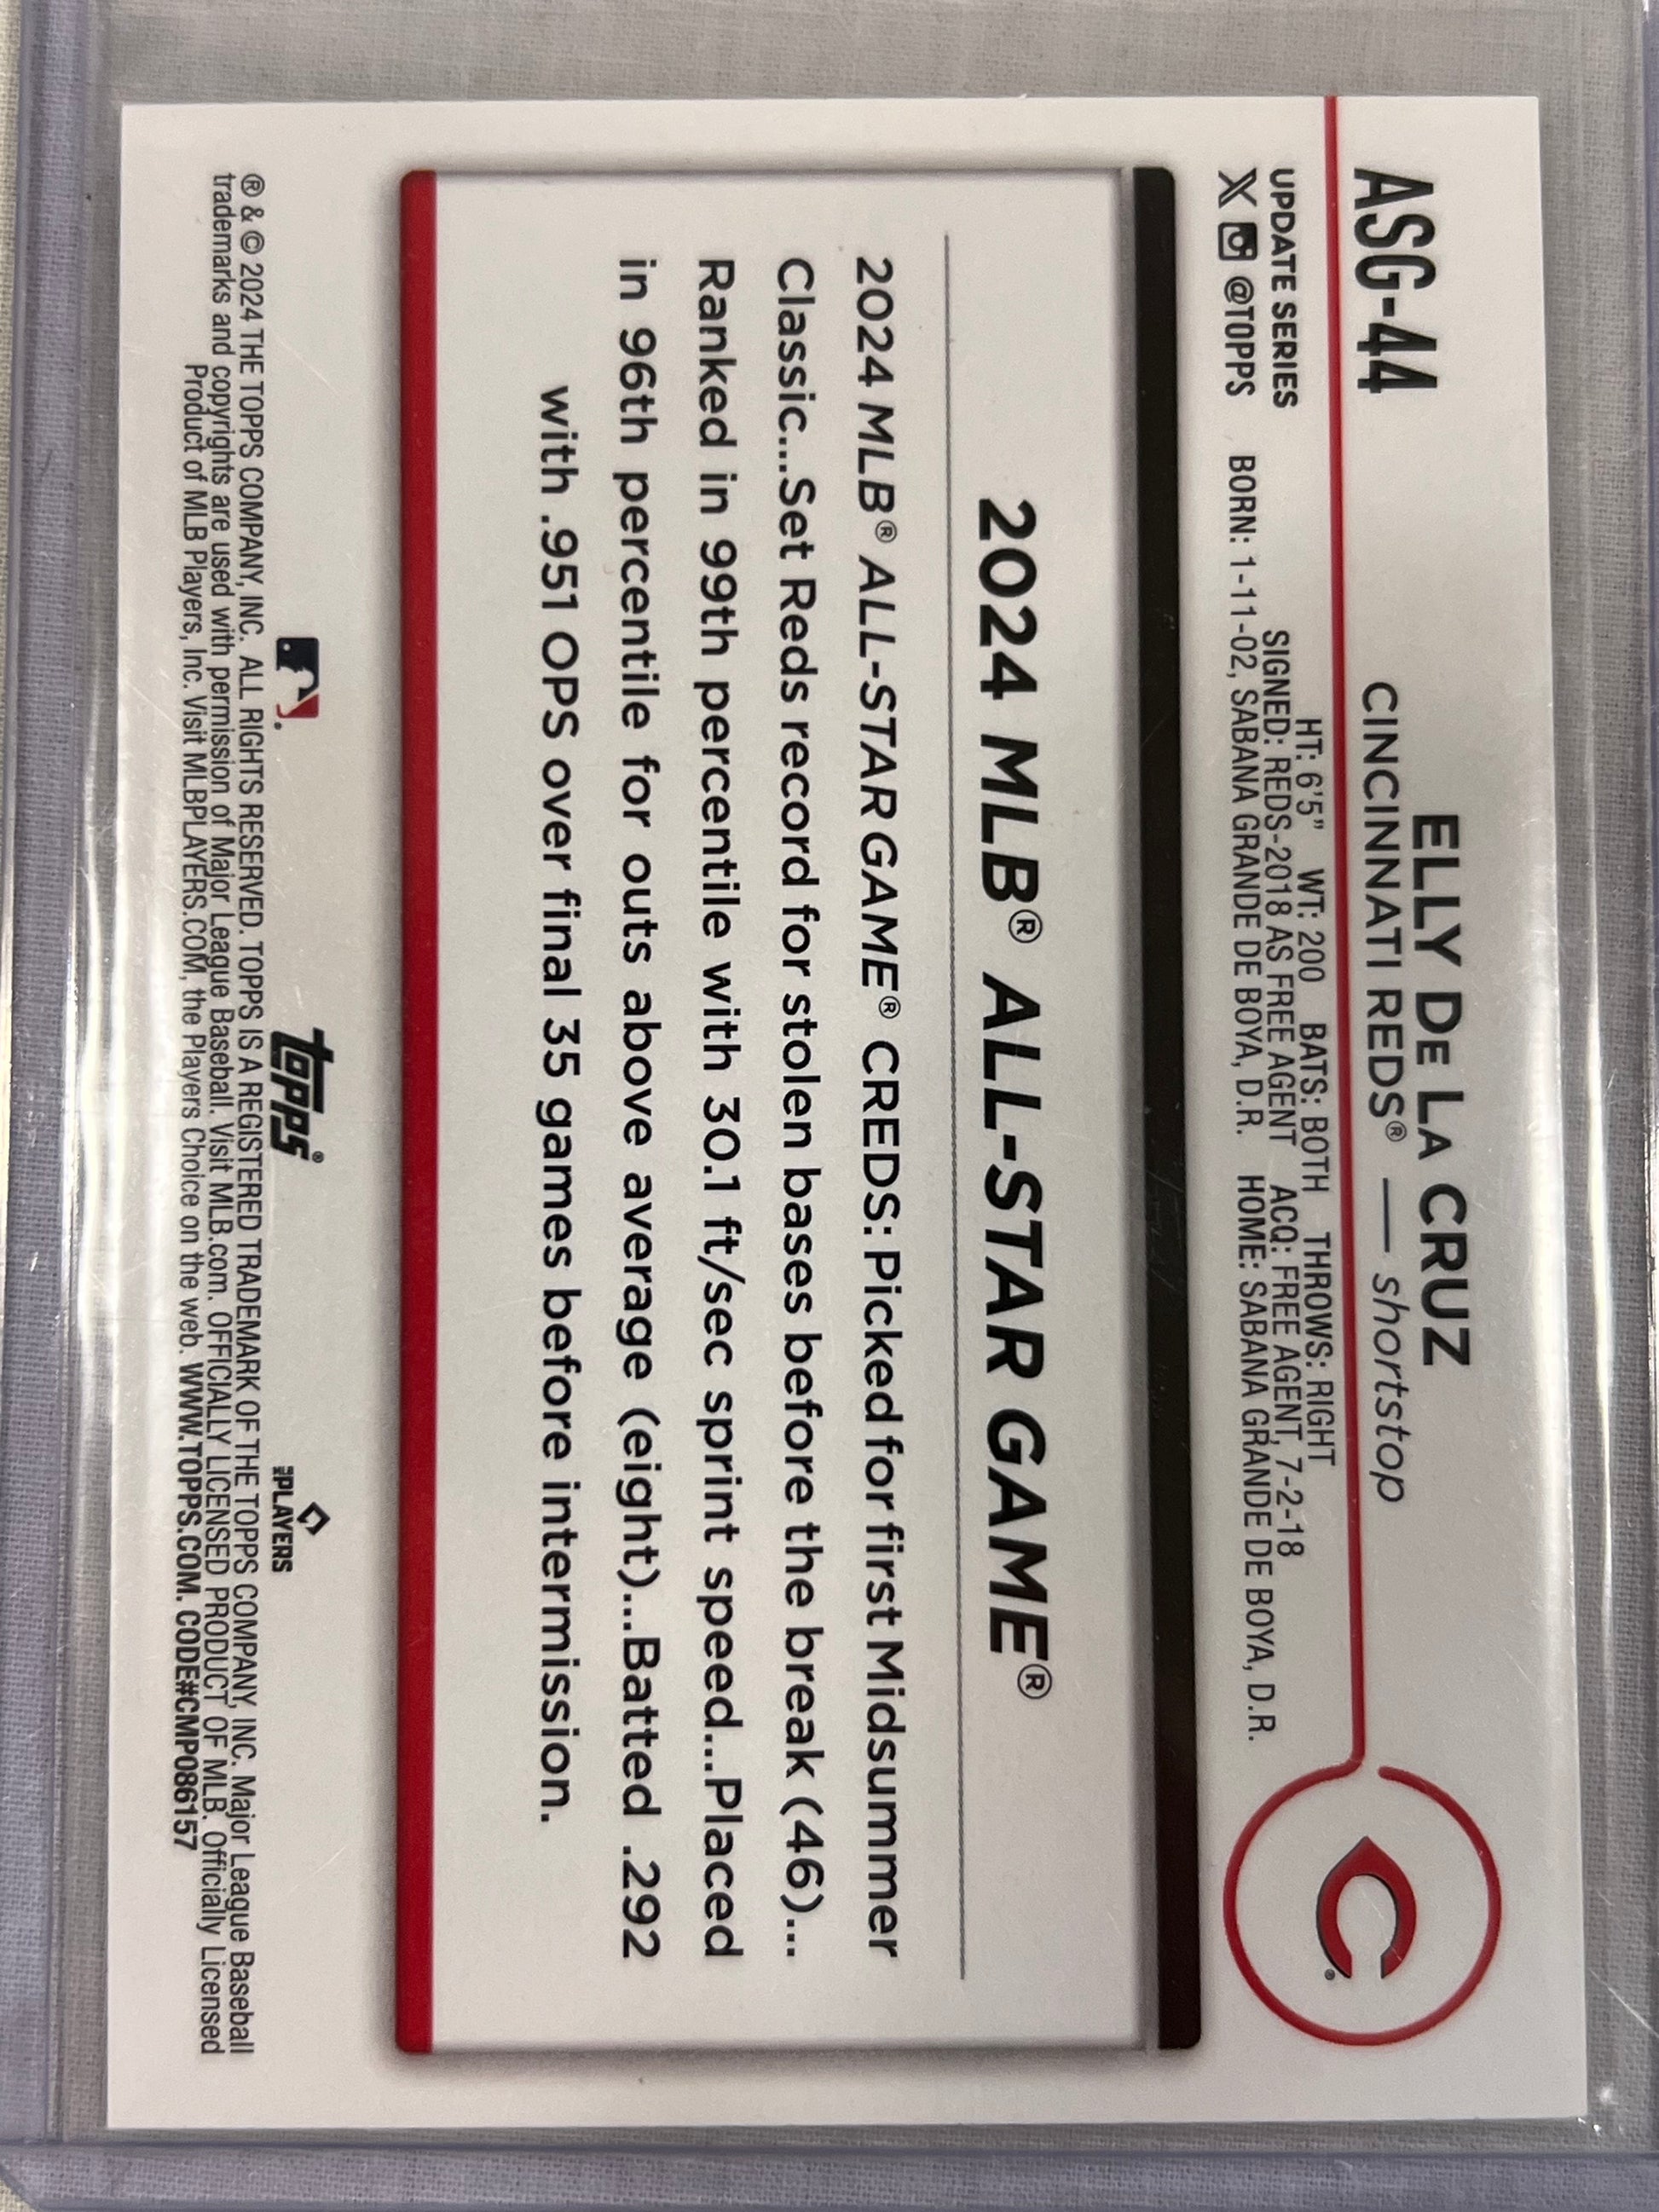 ASG-44
ELLY DE LA CRUZ
CINCINNATI REDS® — shortstop
UPDATE SERIES
@TOPPS
HT: 6'5" WT: 200 BATS: BOTH THROWS: RIGHT
SIGNED: REDS-2018 AS FREE AGENT ACQ: FREE AGENT, 7-2-18
BORN: 1-11-02, SABANA GRANDE DE BOYA, D.R. HOME: SABANA GRANDE DE BOYA, D.R.
C
2024 MLB® ALL-STAR GAME®
2024 MLB® ALL-STAR GAME® CREDS: Picked for first Midsummer
Classic...Set Reds record for stolen bases before the break (46)...
Ranked in 99th percentile with 30.1 ft/sec sprint speed...Placed
in 96th percentile for outs above average (eight)...Batted .292
with .951 OPS over final 35 games before intermission.
topps®
PLAYERS
® & © 2024 THE TOPPS COMPANY, INC. ALL RIGHTS RESERVED. TOPPS IS A REGISTERED TRADEMARK OF THE TOPPS COMPANY, INC. Major League Baseball
trademarks and copyrights are used with permission of Major League Baseball. Visit MLB.com. OFFICIALLY LICENSED PRODUCT OF MLB. Officially Licensed
Product of MLB Players, Inc. Visit MLBPLAYERS.COM, the Players Choice on the web. WWW.TOPPS.COM. CODE#CMP086157